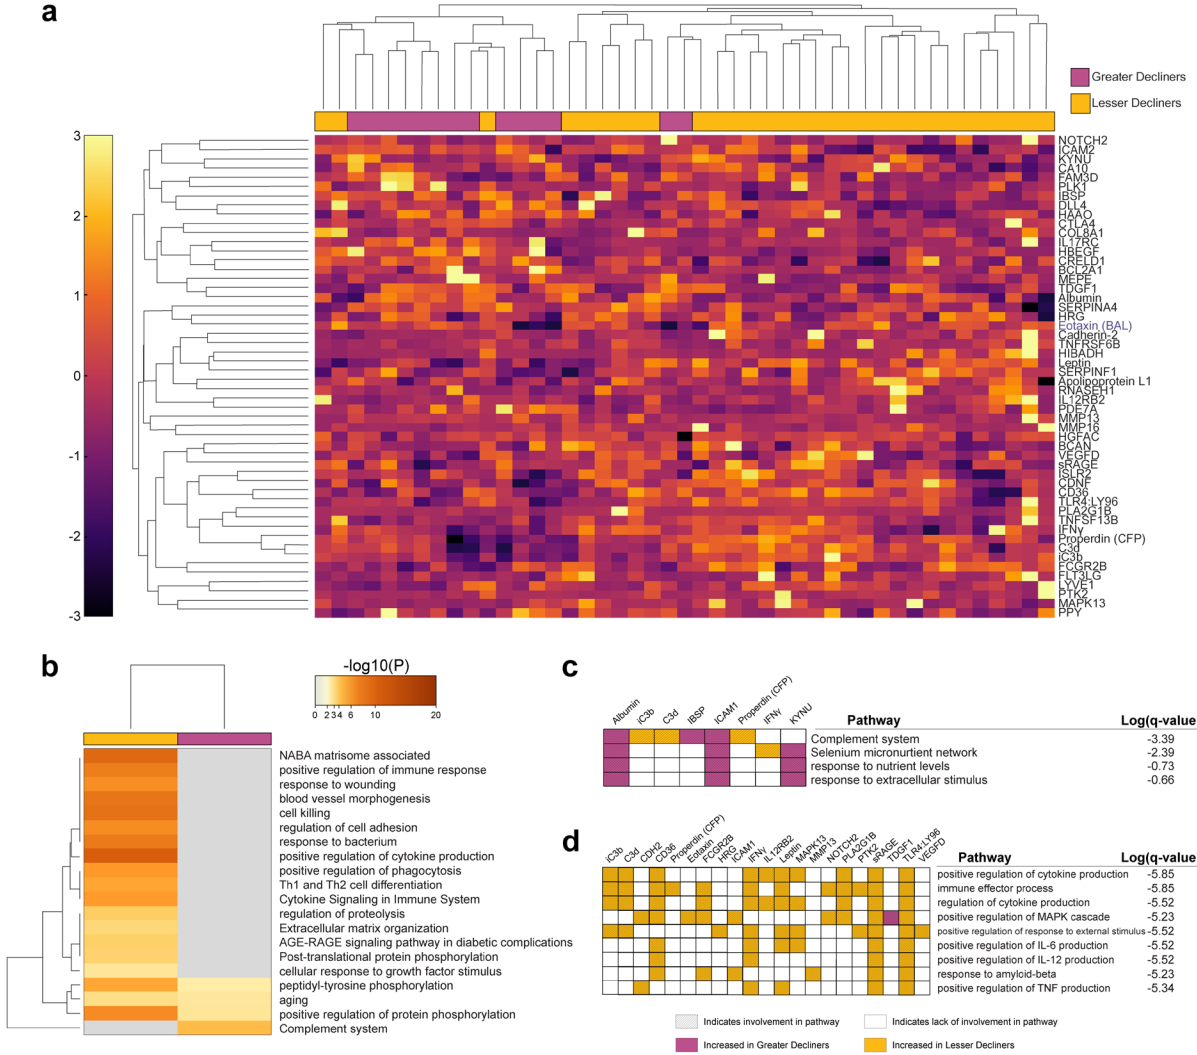 a
Greater Decliners
Lesser Decliners
3
2
1
0
-1
-2
-3
NOTCH2
ICAM2
KYNU
CA10
FAM3D
PLK1
IBSP
DLL4
HAAO
CTLA4
COL8A1
IL17RC
HBEGF
CRELD1
BCL2A1
MEPE
TDGF1
Albumin
SERPINA4
HRG
Eotaxin (BAL)
Cadherin-2
TNFRSF6B
HIBADH
Leptin
SERPINF1
Apolipoprotein L1
RNASEH1
IL12RB2
PDE7A
MMP13
MMP16
HGFAC
BCAN
VEGFD
sRAGE
ISLR2
CDNF
CD36
TLR4:LY96
PLA2G1B
TNFSF13B
IFNγ
Properdin (CFP)
C3d
iC3b
FCGR2B
FLT3LG
LYVE1
PTK2
MAPK13
PPY
b
-log10(P)
0 2 3 4 6 10 20
NABA matrisome associated
positive regulation of immune response
response to wounding
blood vessel morphogenesis
cell killing
regulation of cell adhesion
response to bacterium
positive regulation of cytokine production
positive regulation of phagocytosis
Th1 and Th2 cell differentiation
Cytokine Signaling in Immune System
regulation of proteolysis
Extracellular matrix organization
AGE-RAGE signaling pathway in diabetic complications
Post-translational protein phosphorylation
cellular response to growth factor stimulus
peptidyl-tyrosine phosphorylation
aging
positive regulation of protein phosphorylation
Complement system
c
Albumin iC3b C3d IBSP ICAM1 Properdin (CFP) IFNγ KYNU
Pathway Log(q-value
Complement system -3.39
Selenium micronurtient network -2.39
response to nutrient levels -0.73
response to extracellular stimulus -0.66
d
iC3b C3d CDH2 CD36 Properdin (CFP) Eotaxin FCGR2B HRG ICAM1 IFNγ IL12RB2 Leptin MAPK13 MMP13 NOTCH2 PLA2G1B PTK2 sRAGE TDGF1 TLR4:LY96 VEGFD
Pathway Log(q-value
positive regulation of cytokine production -5.85
immune effector process -5.85
regulation of cytokine production -5.52
positive regulation of MAPK cascade -5.23
positive regulation of response to external stimulus -5.52
positive regulation of IL-6 production -5.52
positive regulation of IL-12 production -5.52
response to amyloid-beta -5.23
positive regulation of TNF production -5.34
Indicates involvement in pathway
Indicates lack of involvement in pathway
Increased in Greater Decliners
Increased in Lesser Decliners